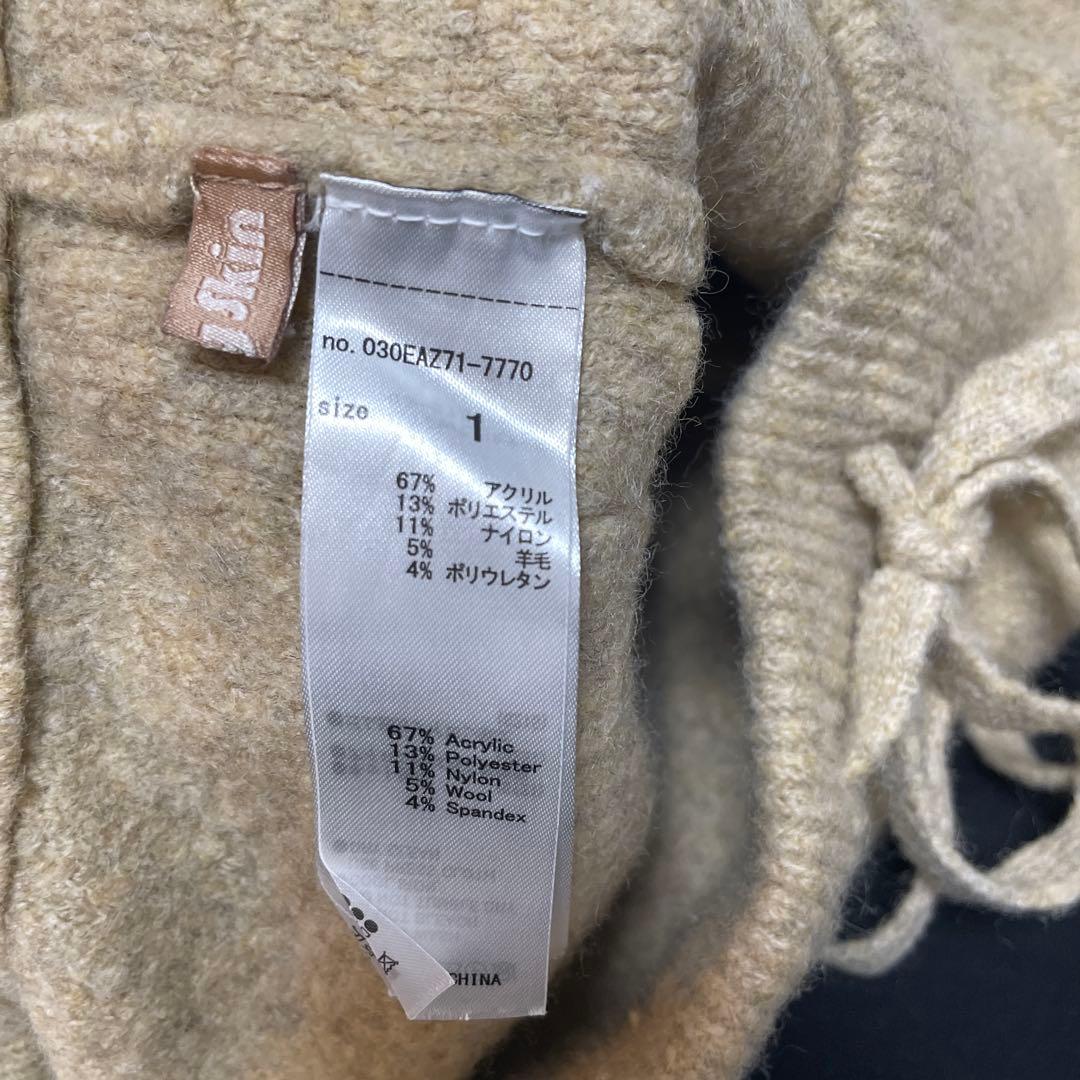 Skin
no. 030EAZ71-7770
size 1
67% アクリル
13% ポリエステル
11% ナイロン
5% 羊毛
4% ポリウレタン
67% Acrylic
13% Polyester
11% Nylon
5% Wool
4% Spandex
CHINA